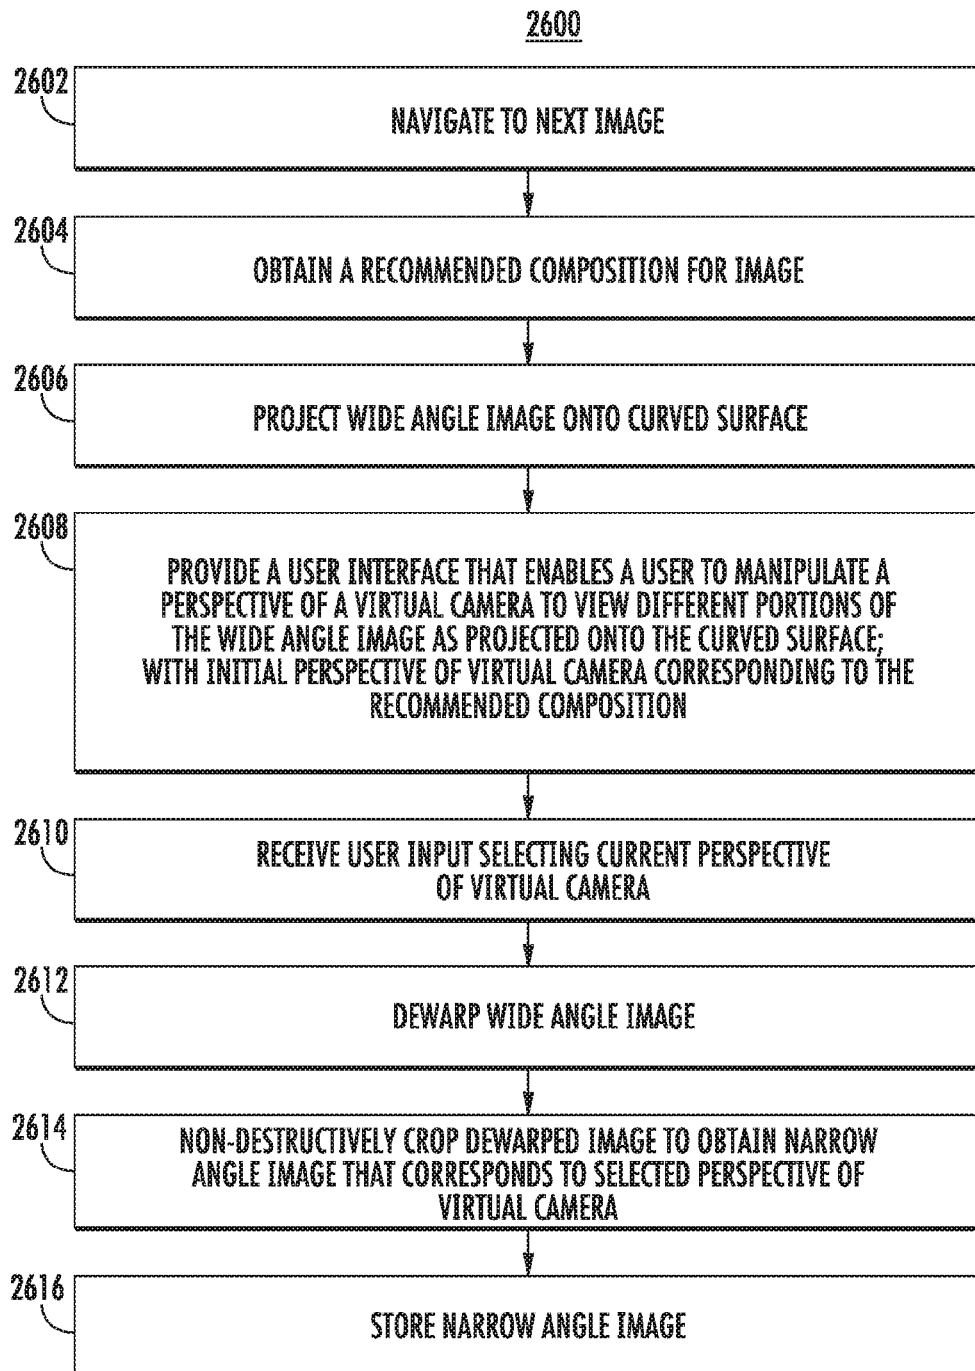 2600
2602
NAVIGATE TO NEXT IMAGE
2604
OBTAIN A RECOMMENDED COMPOSITION FOR IMAGE
2606
PROJECT WIDE ANGLE IMAGE ONTO CURVED SURFACE
2608
PROVIDE A USER INTERFACE THAT ENABLES A USER TO MANIPULATE A
PERSPECTIVE OF A VIRTUAL CAMERA TO VIEW DIFFERENT PORTIONS OF
THE WIDE ANGLE IMAGE AS PROJECTED ONTO THE CURVED SURFACE;
WITH INITIAL PERSPECTIVE OF VIRTUAL CAMERA CORRESPONDING TO THE
RECOMMENDED COMPOSITION
2610
RECEIVE USER INPUT SELECTING CURRENT PERSPECTIVE
OF VIRTUAL CAMERA
2612
DEWARP WIDE ANGLE IMAGE
2614
NON-DESTRUCTIVELY CROP DEWARPED IMAGE TO OBTAIN NARROW
ANGLE IMAGE THAT CORRESPONDS TO SELECTED PERSPECTIVE OF
VIRTUAL CAMERA
2616
STORE NARROW ANGLE IMAGE